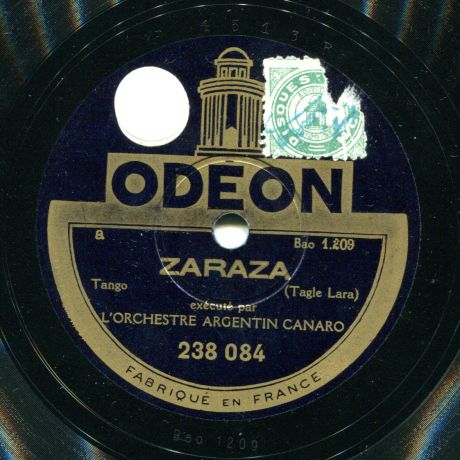 DISQUES
ODEON
a
Bao 1.209
ZARAZA
Tango
(Tagle Lara)
exécuté par
L'ORCHESTRE ARGENTIN CANARO
238 084
FABRIQUÉ EN FRANCE
Bao 1209